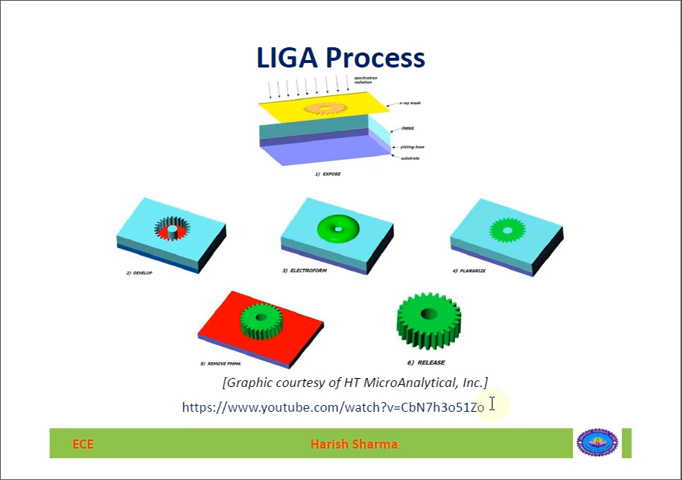 LIGA Process
synchrotron
radiation
x-ray mask
PMMA
plating base
substrate
1) EXPOSE
2) DEVELOP
3) ELECTROFORM
4) PLANARIZE
5) REMOVE PMMA
6) RELEASE
[Graphic courtesy of HT MicroAnalytical, Inc.]
https://www.youtube.com/watch?v=CbN7h3o51Zo
ECE
Harish Sharma